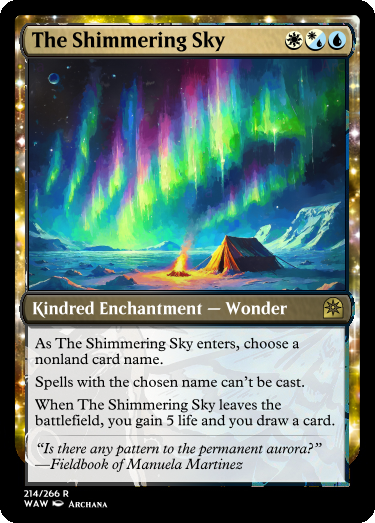 The Shimmering Sky
Kindred Enchantment — Wonder
As The Shimmering Sky enters, choose a
nonland card name.
Spells with the chosen name can't be cast.
When The Shimmering Sky leaves the
battlefield, you gain 5 life and you draw a card.
“Is there any pattern to the permanent aurora?”
—Fieldbook of Manuela Martinez
214/266 R
WAW Archana